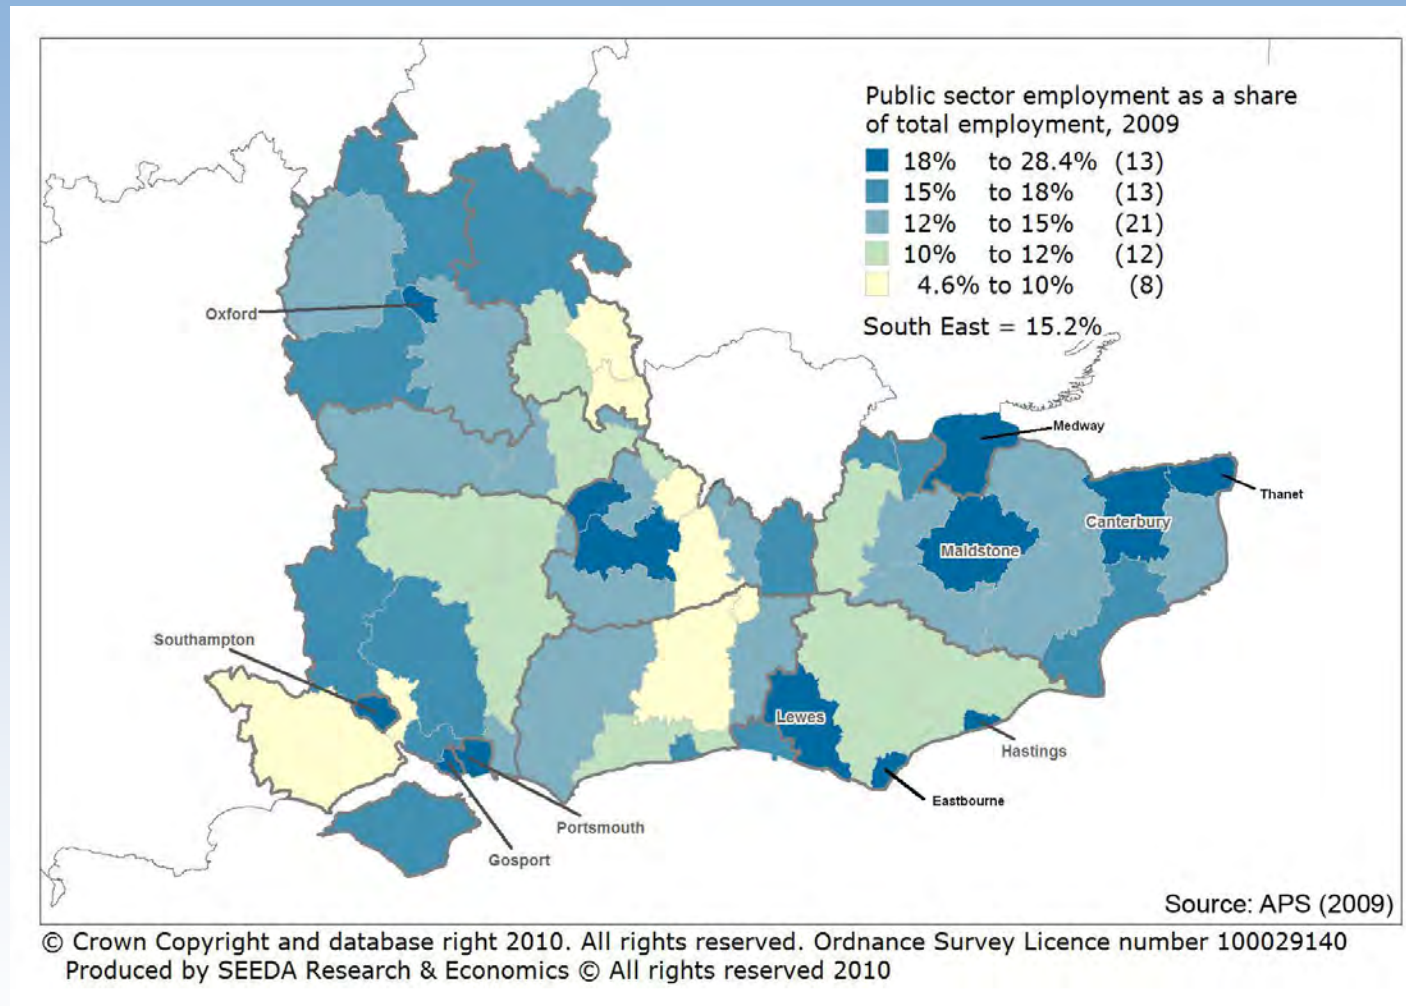 Public sector employment as a share
of total employment, 2009
18% to 28.4% (13)
15% to 18% (13)
12% to 15% (21)
10% to 12% (12)
4.6% to 10% (8)
South East = 15.2%
Oxford
Medway
Thanet
Canterbury
Maidstone
Southampton
Lewes
Hastings
Eastbourne
Portsmouth
Gosport
Source: APS (2009)
© Crown Copyright and database right 2010. All rights reserved. Ordnance Survey Licence number 100029140
Produced by SEEDA Research & Economics © All rights reserved 2010